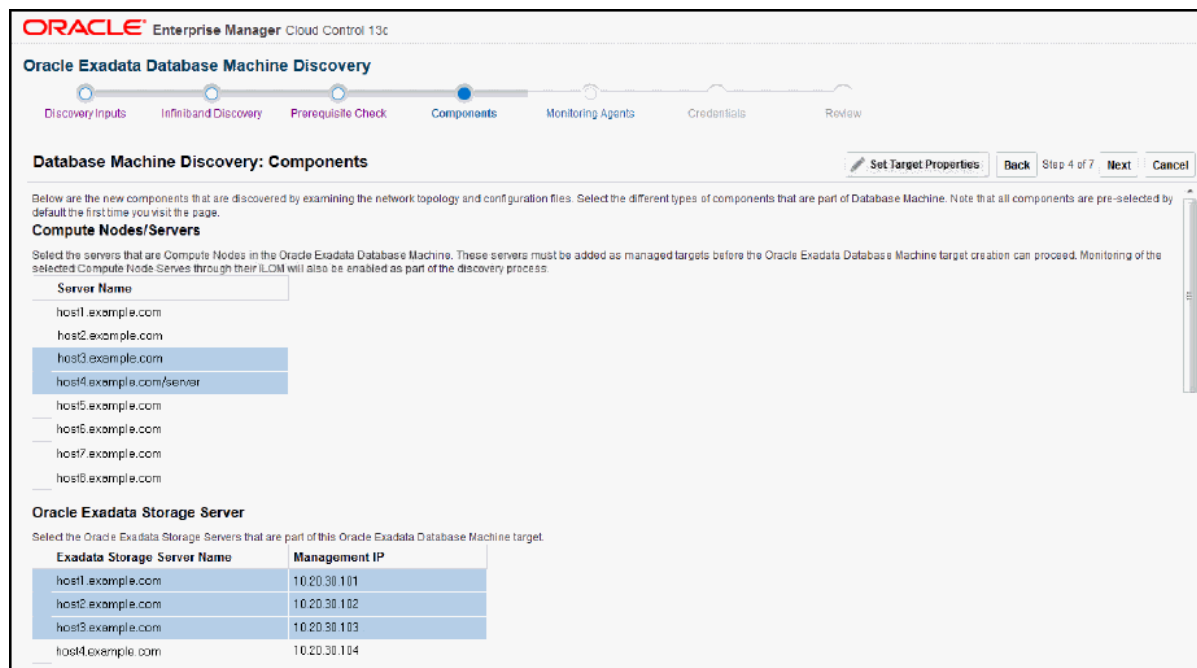 ORACLE Enterprise Manager Cloud Control 13c
Oracle Exadata Database Machine Discovery
Discovery Inputs Infiniband Discovery Prerequisite Check Components Monitoring Agents Credentials Review
Database Machine Discovery: Components Set Target Properties Back Step 4 of 7 Next Cancel
Below are the new components that are discovered by examining the network topology and configuration files. Select the different types of components that are part of Database Machine. Note that all components are pre-selected by
default the first time you visit the page.
Compute Nodes/Servers
Select the servers that are Compute Nodes in the Oracle Exadata Database Machine. These servers must be added as managed targets before the Oracle Exadata Database Machine target creation can proceed. Monitoring of the
selected Compute Node Serves through their ILOM will also be enabled as part of the discovery process.
Server Name
host1.example.com
host2.example.com
host3.example.com
host4.example.com/server
host5.example.com
host6.example.com
host7.example.com
host8.example.com
Oracle Exadata Storage Server
Select the Oracle Exadata Storage Servers that are part of this Oracle Exadata Database Machine target.
Exadata Storage Server Name Management IP
host1.example.com 10.20.30.101
host2.example.com 10.20.30.102
host3.example.com 10.20.30.103
host4.example.com 10.20.30.104